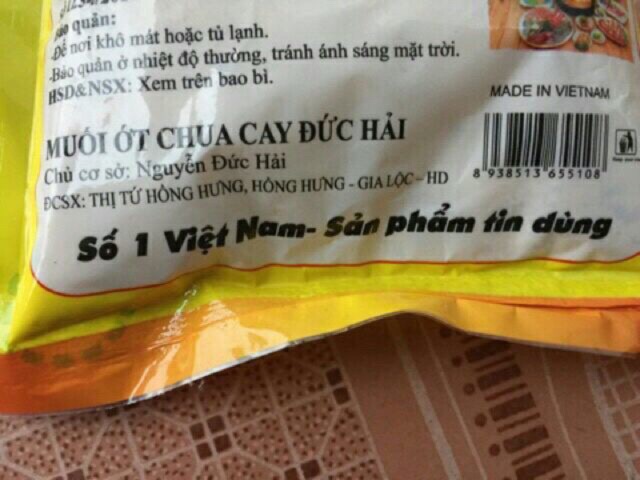 Bảo quản:
-Để nơi khô mát hoặc tủ lạnh.
-Bảo quản ở nhiệt độ thường, tránh ánh sáng mặt trời.
HSD&NSX: Xem trên bao bì.
MADE IN VIETNAM
MUỐI ỚT CHUA CAY ĐỨC HẢI
Chủ cơ sở: Nguyễn Đức Hải
8 938513 655108
ĐCSX: THỊ TỨ HỒNG HƯNG, HỒNG HƯNG - GIA LỘC - HD
Số 1 Việt Nam- Sản phẩm tin dùng